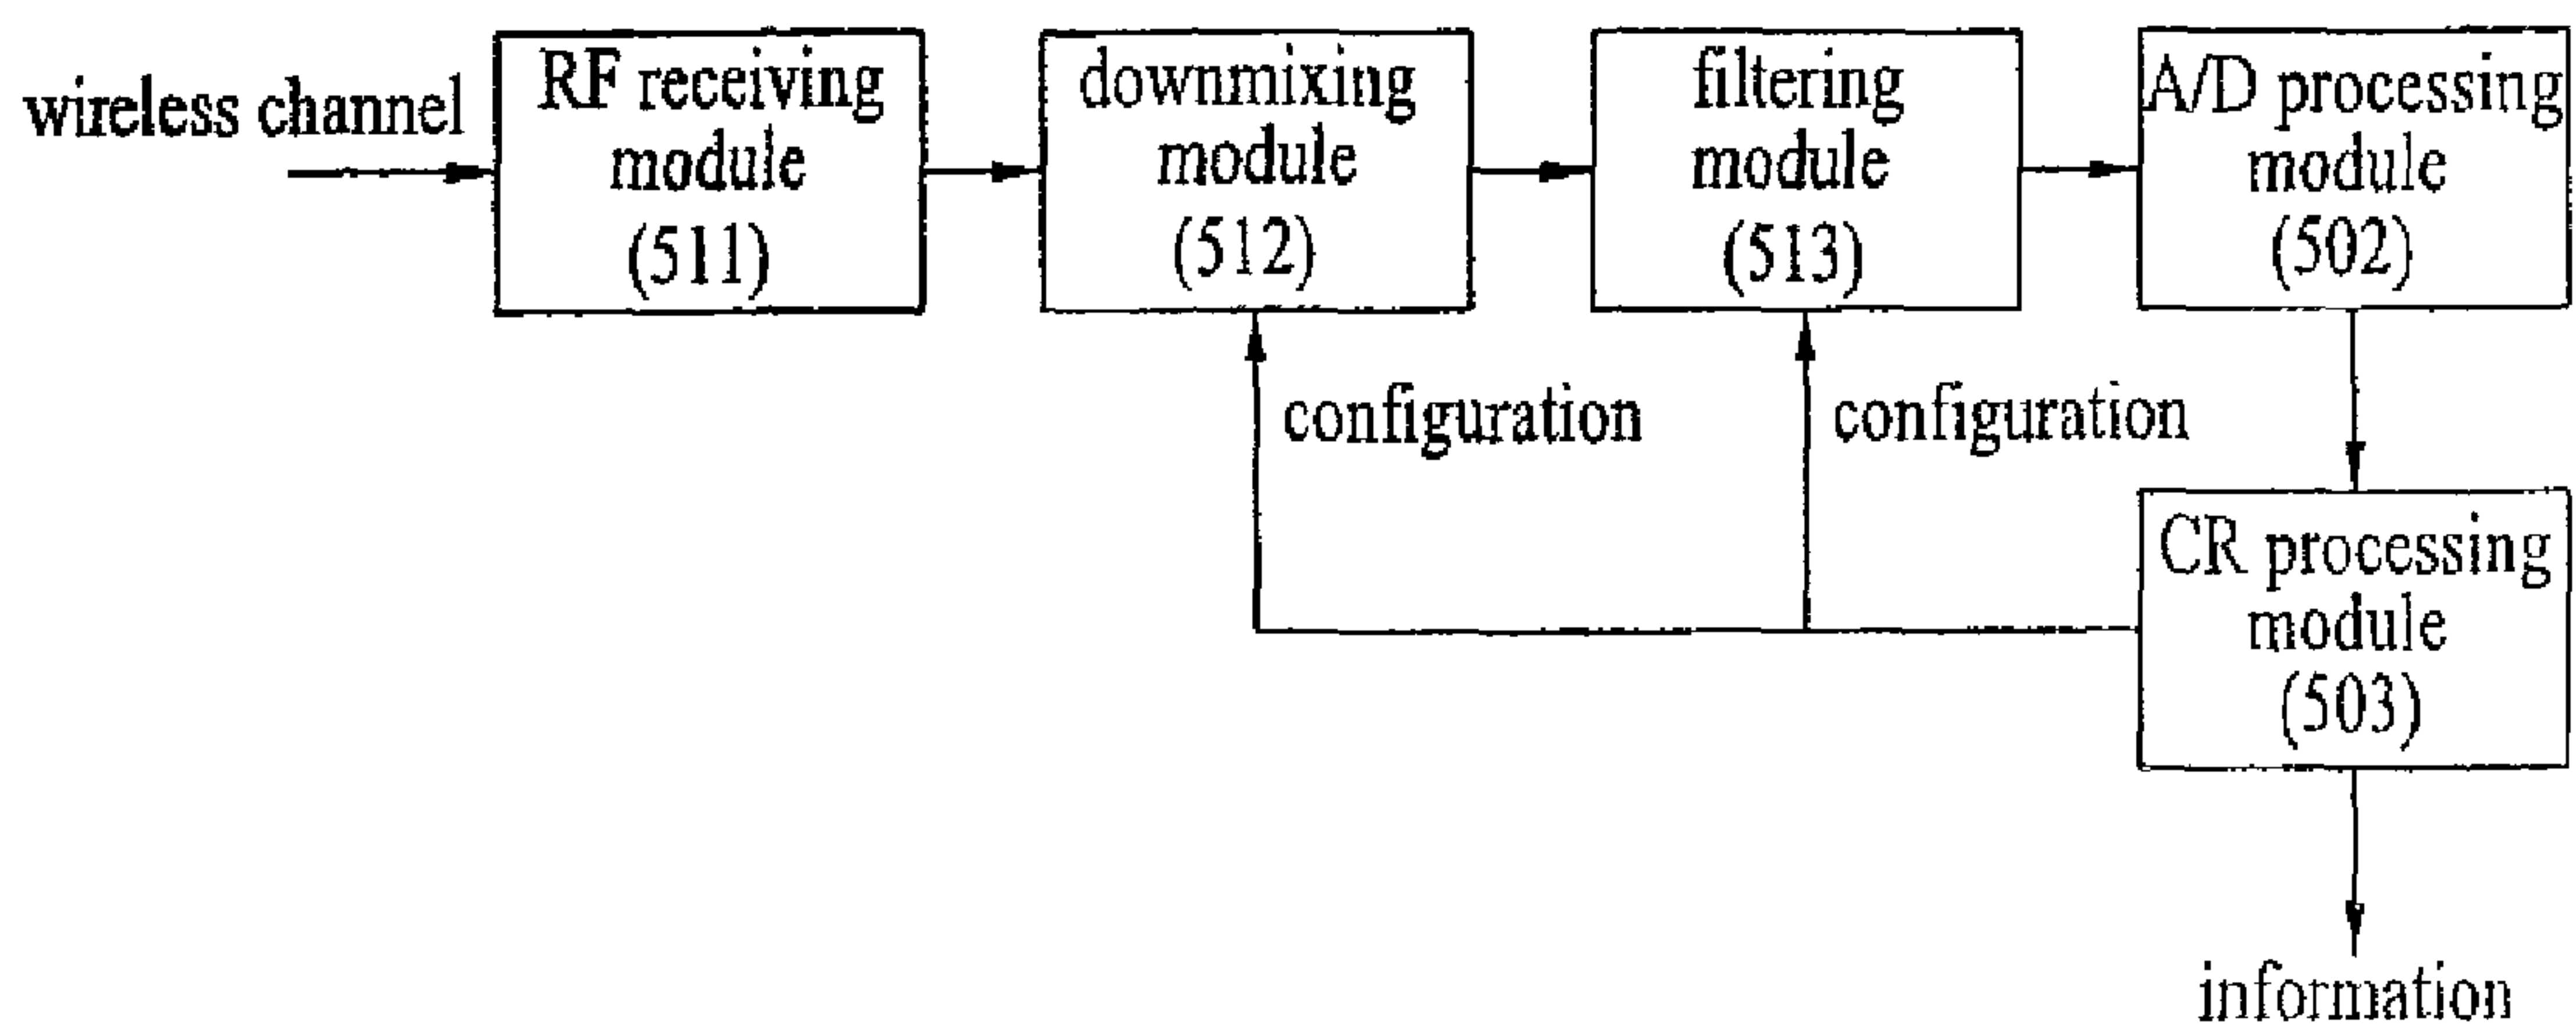 wireless channel
RF receiving
module
(511)
downmixing
module
(512)
filtering
module
(513)
A/D processing
module
(502)
configuration
configuration
CR processing
module
(503)
information